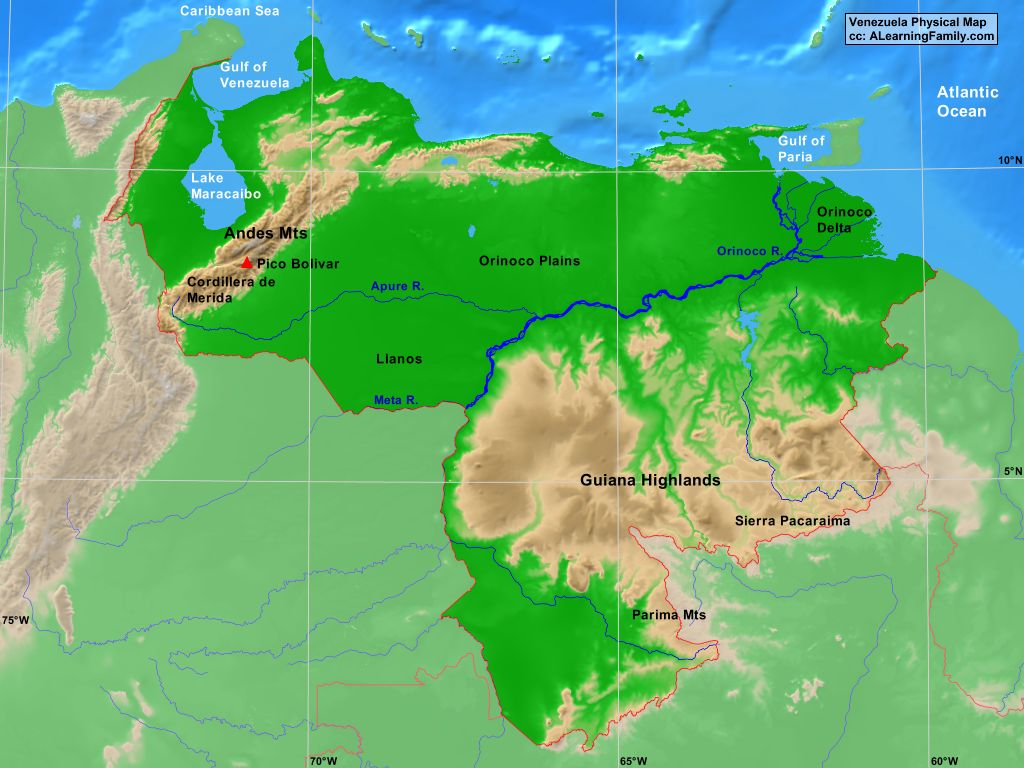 Caribbean Sea
Venezuela Physical Map
cc: ALearningFamily.com
Gulf of
Venezuela
Atlantic
Ocean
Gulf of
Paria
10°N
Lake
Maracaibo
Orinoco
Delta
Andes Mts
Orinoco R.
Pico Bolivar
Orinoco Plains
Cordillera de
Merida
Apure R.
Llanos
Meta R.
5°N
Guiana Highlands
Sierra Pacaraima
Parima Mts
75°W
70°W
65°W
60°W